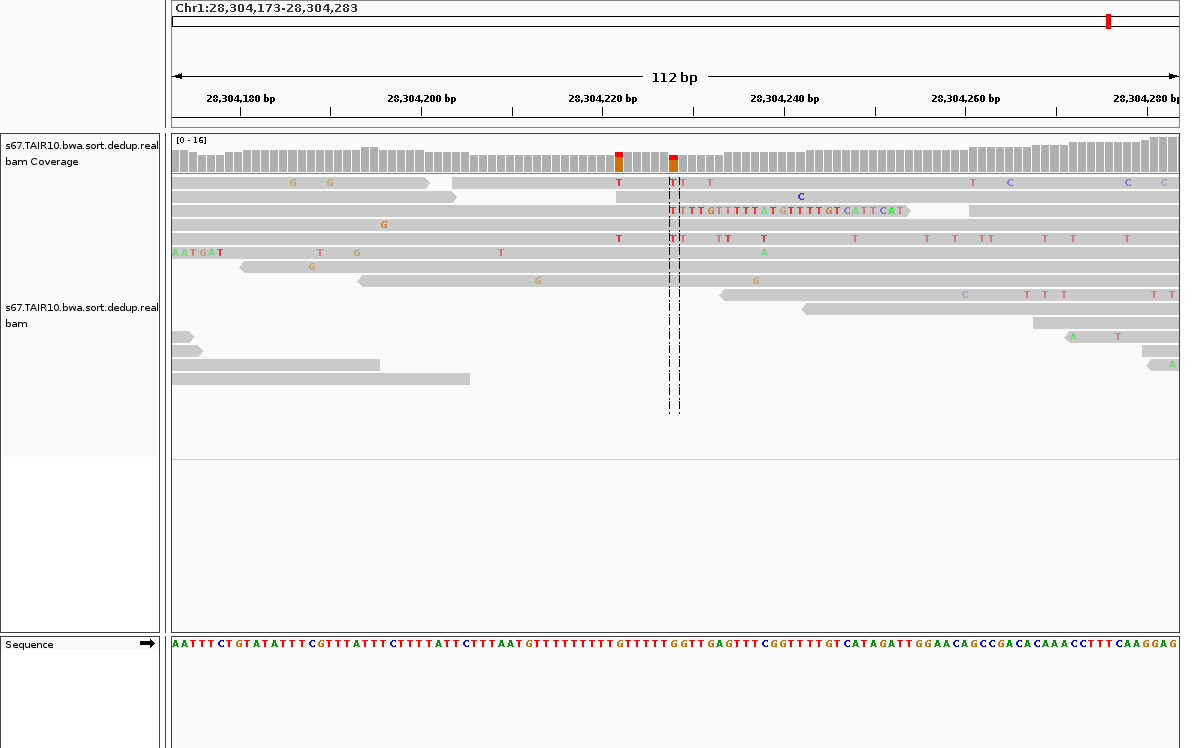 Chr1:28,304,173-28,304,283
112 bp
28,304,180 bp 28,304,200 bp 28,304,220 bp 28,304,240 bp 28,304,260 bp 28,304,280 bp
s67.TAIR10.bwa.sort.dedup.real
bam Coverage
[0 - 16]
G G T T T T T C C C
C
TTTTGTTTTTATGTTTTGTCATTCAT
G
T T T T T T T T T T T T T T
AATGAT T G T A
G
G G
C T T T T T
s67.TAIR10.bwa.sort.dedup.real
bam
A T
A
Sequence
AATTTCTGTATATTTCGTTTATTTCTTTTATTCTTTAATGTTTTTTTTTGTTTTTGGTTGAGTTTCGGTTTTGTCATAGATTGGAACAGCCGACACAAACCTTTCAAGGAG